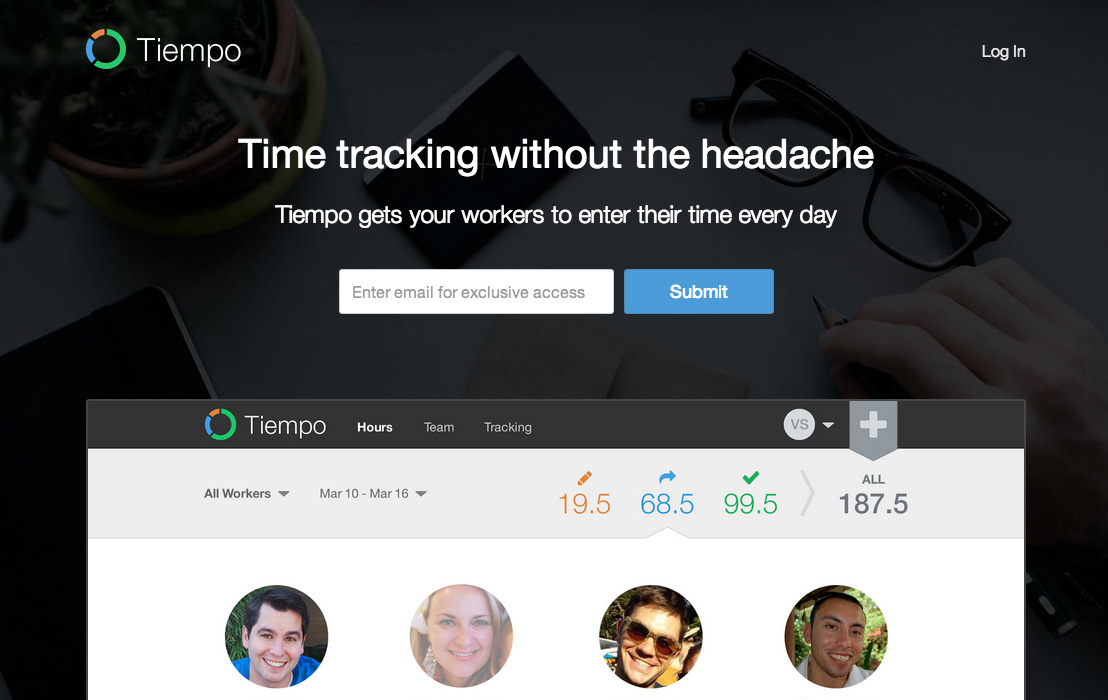 Tiempo
Log In
Time tracking without the headache
Tiempo gets your workers to enter their time every day
Enter email for exclusive access
Submit
Tiempo
Hours
Team
Tracking
VS
All Workers
Mar 10 - Mar 16
19.5
68.5
99.5
ALL
187.5